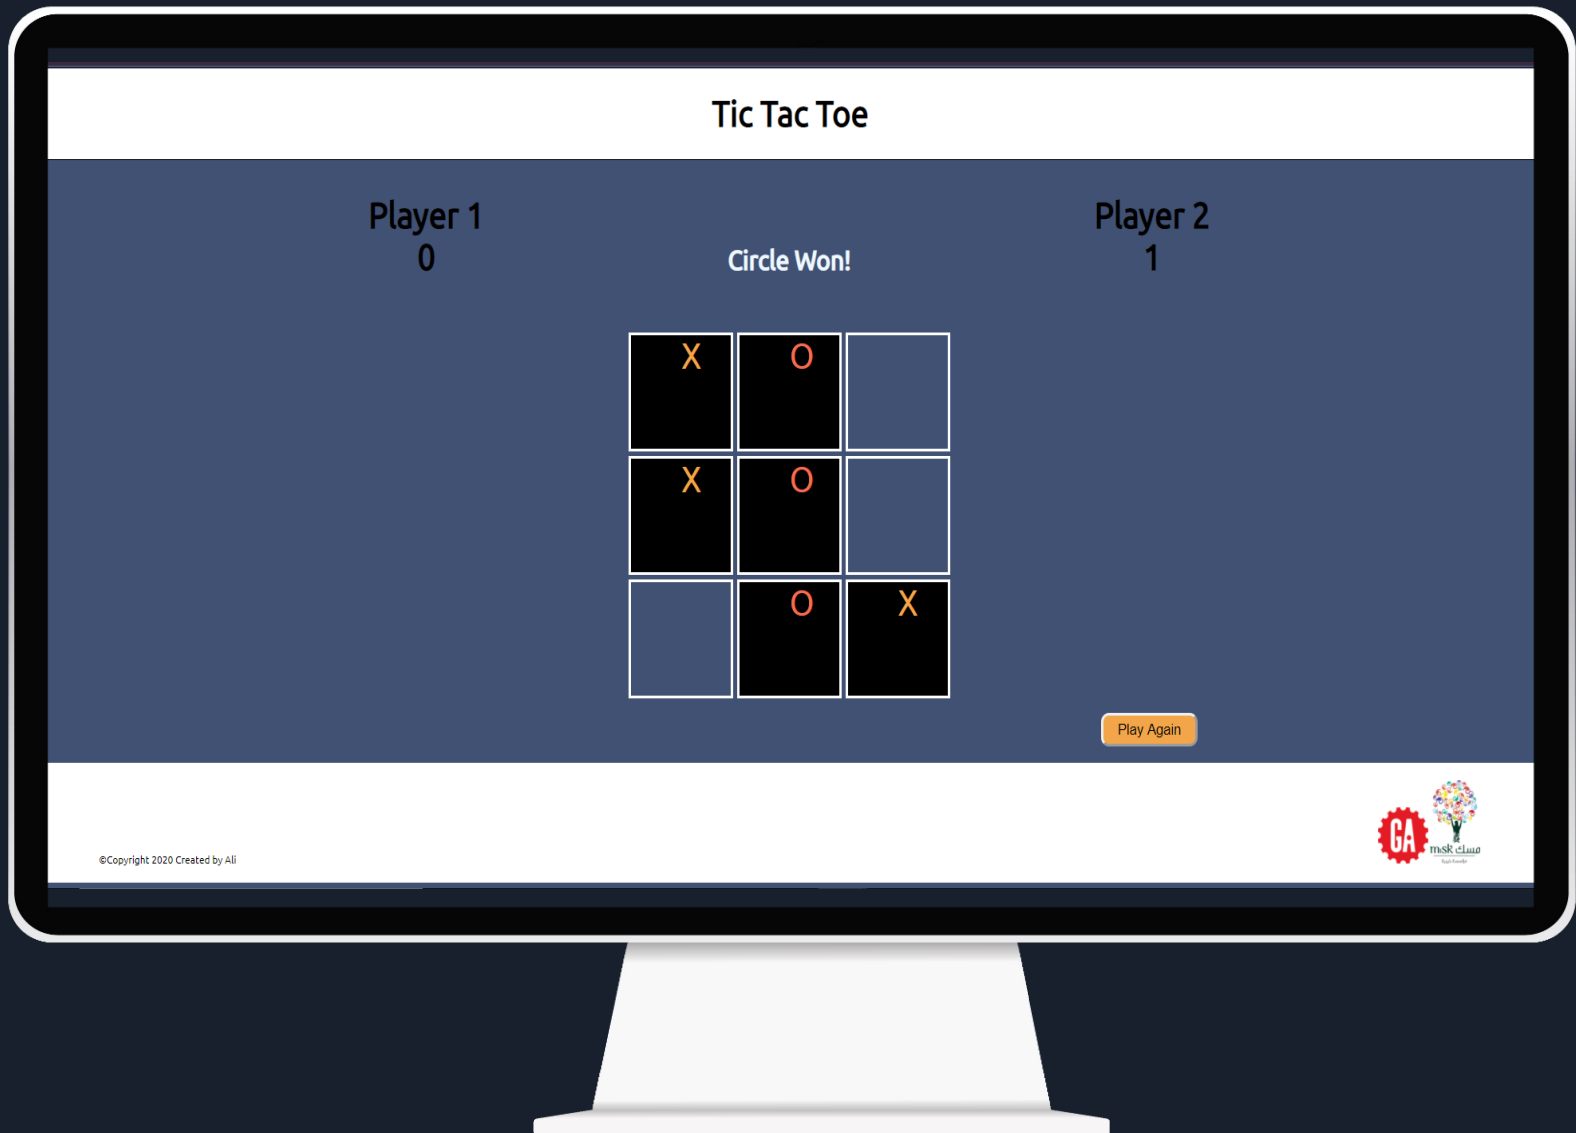 Tic Tac Toe
Player 1
0
Player 2
1
Circle Won!
X O
X O
O X
Play Again
GA
misk مسك
©Copyright 2020 Created by Ali